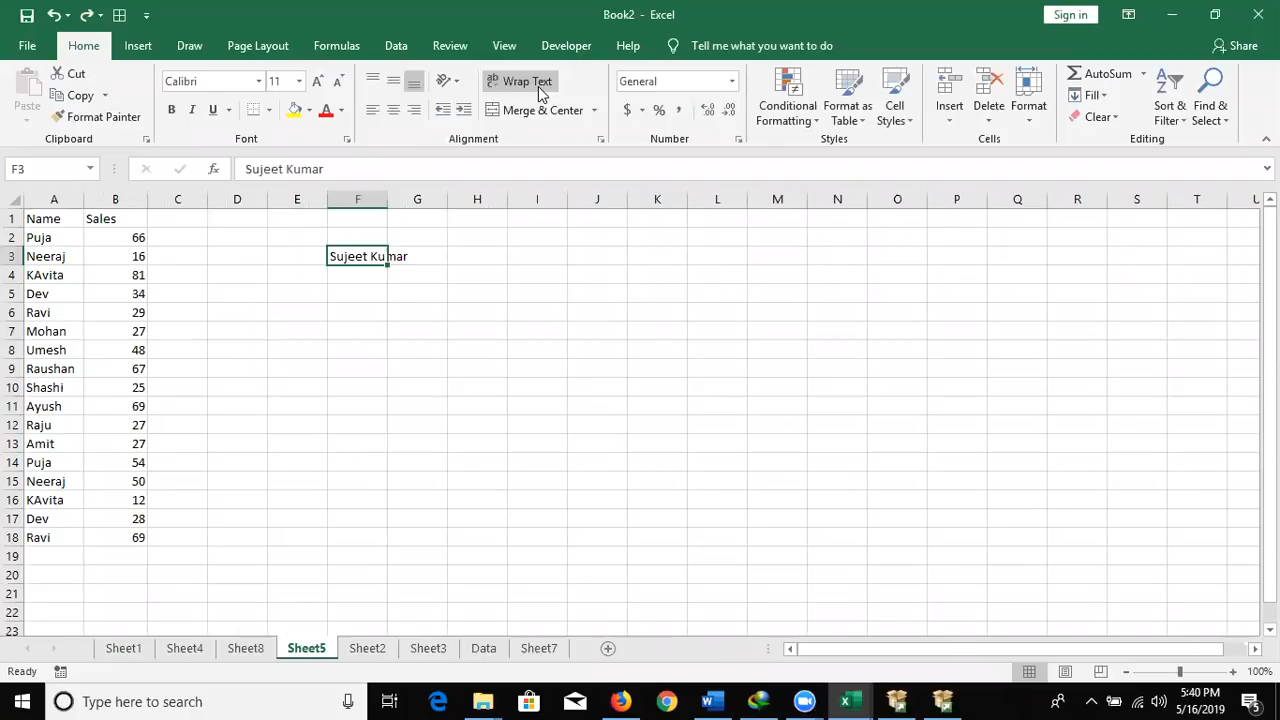 Book2 - Excel
Sign in
File Home Insert Draw Page Layout Formulas Data Review View Developer Help Tell me what you want to do Share
Paste
Cut
Copy
Format Painter
Clipboard
Calibri 11
B I U
Font
Wrap Text
Merge & Center
Alignment
General
$ % ,
Number
Conditional Formatting
Format as Table
Cell Styles
Styles
Insert Delete Format
Cells
AutoSum
Fill
Clear
Sort & Filter
Find & Select
Editing
F3 fx Sujeet Kumar
A B C D E F G H I J K L M N O P Q R S T U
1 Name Sales
2 Puja 66
3 Neeraj 16 Sujeet Kumar
4 KAvita 81
5 Dev 34
6 Ravi 29
7 Mohan 27
8 Umesh 48
9 Raushan 67
10 Shashi 25
11 Ayush 69
12 Raju 27
13 Amit 27
14 Puja 54
15 Neeraj 50
16 KAvita 12
17 Dev 28
18 Ravi 69
19
20
21
22
23
Sheet1 Sheet4 Sheet8 Sheet5 Sheet2 Sheet3 Data Sheet7
Ready 100%
Type here to search
5:40 PM
5/16/2019
5